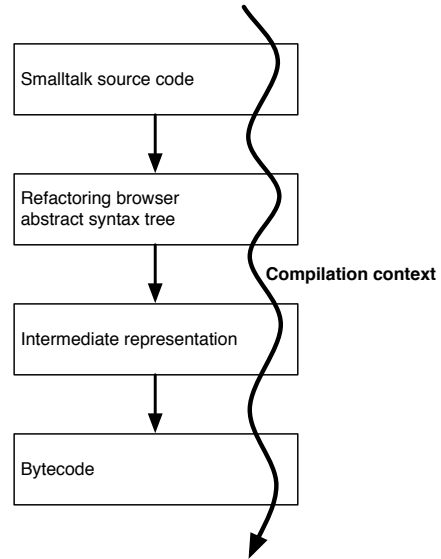 Smalltalk source code
Refactoring browser
abstract syntax tree
Compilation context
Intermediate representation
Bytecode